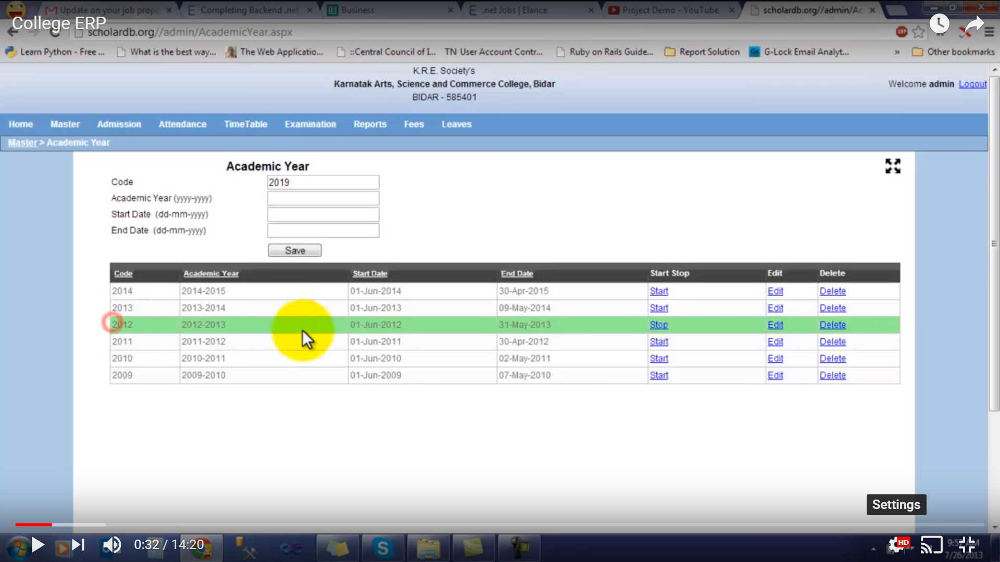 Update on your job prop
Completing Backend .net
Business
.net Jobs | Elance
Project Demo - YouTube
scholardb.org//admin/Ac
College ERP
scholardb.org//admin/AcademicYear.aspx
ABP
Learn Python - Free ...
What is the best way...
The Web Applicatio...
::Central Council of I...
TN User Account Contr...
Ruby on Rails Guide...
Report Solution
G-Lock Email Analyt...
»
Other bookmarks
K.R.E. Society's
Karnatak Arts, Science and Commerce College, Bidar
BIDAR - 585401
Welcome admin Logout
Home Master Admission Attendance TimeTable Examination Reports Fees Leaves
Master > Academic Year
Academic Year
Code 2019
Academic Year (yyyy-yyyy)
Start Date (dd-mm-yyyy)
End Date (dd-mm-yyyy)
Save
Code Academic Year Start Date End Date Start Stop Edit Delete
2014 2014-2015 01-Jun-2014 30-Apr-2015 Start Edit Delete
2013 2013-2014 01-Jun-2013 09-May-2014 Start Edit Delete
2012 2012-2013 01-Jun-2012 31-May-2013 Stop Edit Delete
2011 2011-2012 01-Jun-2011 30-Apr-2012 Start Edit Delete
2010 2010-2011 01-Jun-2010 02-May-2011 Start Edit Delete
2009 2009-2010 01-Jun-2009 07-May-2010 Start Edit Delete
Settings
0:32 / 14:20
HD
7/26/2013